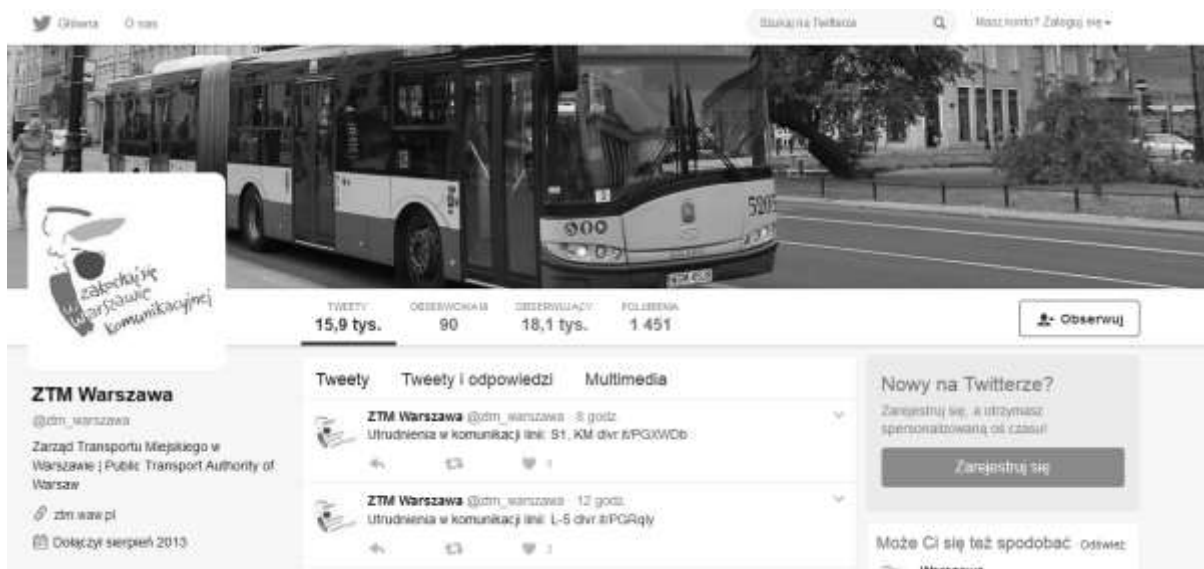 Główna O nas
Szukaj na Twitterze
Masz konto? Zaloguj się
5205
zakochaj się
w warszawie
komunikacyjnej
TWEETY
15,9 tys.
OBSERWOWANI
90
OBSERWUJĄCY
18,1 tys.
POLUBIENIA
1 451
Obserwuj
ZTM Warszawa
@ztm_warszawa
Zarząd Transportu Miejskiego w
Warszawie | Public Transport Authority of
Warsaw
ztm.waw.pl
Dołączył sierpień 2013
Tweety Tweety i odpowiedzi Multimedia
ZTM Warszawa @ztm_warszawa · 8 godz.
Utrudnienia w komunikacji linii: S1, KM dlvr.it/PGXWDb
ZTM Warszawa @ztm_warszawa · 12 godz.
Utrudnienia w komunikacji linii: L-5 dlvr.it/PGRqly
Nowy na Twitterze?
Zarejestruj się, a otrzymasz
spersonalizowaną oś czasu!
Zarejestruj się
Może Ci się też spodobać Odśwież
Warszawa